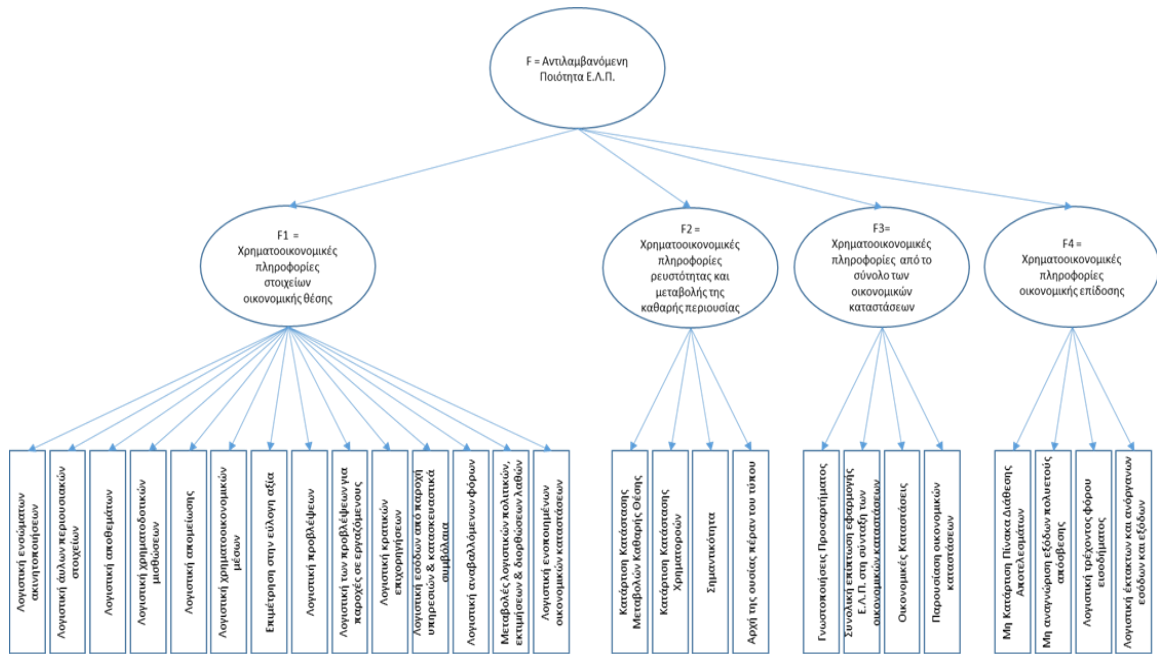 F = Αντιλαμβανόμενη
Ποιότητα Ε.Λ.Π.
F1 =
Χρηματοοικονομικές
πληροφορίες
στοιχείων
οικονομικής θέσης
F2 =
Χρηματοοικονομικές
πληροφορίες
ρευστότητας και
μεταβολής της
καθαρής περιουσίας
F3=
Χρηματοοικονομικές
πληροφορίες από το
σύνολο των
οικονομικών
καταστάσεων
F4 =
Χρηματοοικονομικές
πληροφορίες
οικονομικής επίδοσης
Λογιστική ενσώματων
ακινητοποιήσεων
Λογιστική άυλων περιουσιακών
στοιχείων
Λογιστική αποθεμάτων
Λογιστική χρηματοδοτικών
μισθώσεων
Λογιστική απομείωσης
Λογιστική χρηματοοικονομικών
μέσων
Επιμέτρηση στην εύλογη αξία
Λογιστική προβλέψεων
Λογιστική των προβλέψεων για
παροχές σε εργαζόμενους
Λογιστική κρατικών
επιχορηγήσεων
Λογιστική εσόδων από παροχή
υπηρεσιών & κατασκευαστικά
συμβόλαια
Λογιστική αναβαλλόμενων φόρων
Μεταβολές λογιστικών πολιτικών,
εκτιμήσεων & διορθώσεων λαθών
Λογιστική ενοποιημένων
οικονομικών καταστάσεων
Κατάρτιση Κατάστασης
Μεταβολών Καθαρής Θέσης
Κατάρτιση Κατάστασης
Χρηματοροών
Σημαντικότητα
Αρχή της ουσίας πέραν του τύπου
Γνωστοποιήσεις Προσαρτήματος
Συνολική επίπτωση εφαρμογής
Ε.Λ.Π. στη σύνταξη των
οικονομικών καταστάσεων
Οικονομικές Καταστάσεις
Παρουσίαση οικονομικών
καταστάσεων
Μη Κατάρτιση Πίνακα Διάθεσης
Αποτελεσμάτων
Μη αναγνώριση εξόδων πολυετούς
απόσβεσης
Λογιστική τρέχοντος φόρου
εισοδήματος
Λογιστική έκτακτων και ανόργανων
εσόδων και εξόδων